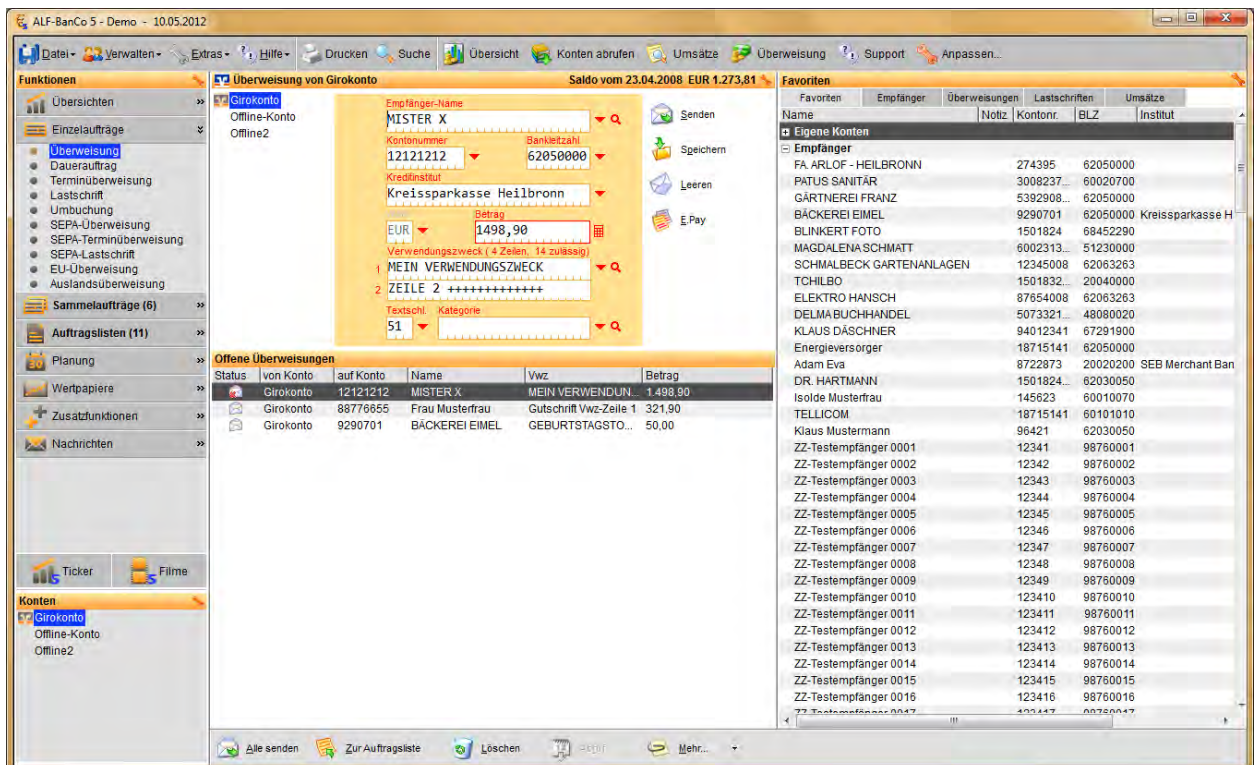 ALF-BanCo 5 - Demo - 10.05.2012
Datei Verwalten Extras Hilfe Drucken Suche Übersicht Konten abrufen Umsätze Überweisung Support Anpassen...
Funktionen
Übersichten
Einzelaufträge
Überweisung
Dauerauftrag
Terminüberweisung
Lastschrift
Umbuchung
SEPA-Überweisung
SEPA-Terminüberweisung
SEPA-Lastschrift
EU-Überweisung
Auslandsüberweisung
Sammelaufträge (6)
Auftragslisten (11)
Planung
Wertpapiere
Zusatzfunktionen
Nachrichten
Ticker Filme
Konten
Girokonto
Offline-Konto
Offline2
Überweisung von Girokonto Saldo vom 23.04.2008 EUR 1.273,81
Girokonto
Offline-Konto
Offline2
Empfänger-Name
MISTER X
Kontonummer Bankleitzahl
12121212 62050000
Kreditinstitut
Kreissparkasse Heilbronn
Betrag
EUR 1498,90
Verwendungszweck ( 4 Zeilen, 14 zulässig)
1 MEIN VERWENDUNGSZWECK
2 ZEILE 2 +++++++++++++
Textschl. Kategorie
51
Senden
Speichern
Leeren
E.Pay
Offene Überweisungen
Status von Konto auf Konto Name Vwz Betrag
Girokonto 12121212 MISTER X MEIN VERWENDUN... 1.498,90
Girokonto 88776655 Frau Musterfrau Gutschrift Vwz-Zeile 1 321,90
Girokonto 9290701 BÄCKEREI EIMEL GEBURTSTAGSTO... 50,00
Alle senden Zur Auftragsliste Löschen Mehr...
Favoriten
Favoriten Empfänger Überweisungen Lastschriften Umsätze
Name Notiz Kontonr. BLZ Institut
Eigene Konten
Empfänger
FA. ARLOF - HEILBRONN 274395 62050000
PATUS SANITÄR 3008237... 60020700
GÄRTNEREI FRANZ 5392908... 62050000
BÄCKEREI EIMEL 9290701 62050000 Kreissparkasse H
BLINKERT FOTO 1501824 68452290
MAGDALENA SCHMATT 6002313... 51230000
SCHMALBECK GARTENANLAGEN 12345008 62063263
TCHILBO 1501832... 20040000
ELEKTRO HANSCH 87654008 62063263
DELMA BUCHHANDEL 5073321... 48080020
KLAUS DÄSCHNER 94012341 67291900
Energieversorger 18715141 62050000
Adam Eva 8722873 20020200 SEB Merchant Ban
DR. HARTMANN 1501824... 62030050
Isolde Musterfrau 145623 60010070
TELLICOM 18715141 60101010
Klaus Mustermann 96421 62030050
ZZ-Testempfänger 0001 12341 98760001
ZZ-Testempfänger 0002 12342 98760002
ZZ-Testempfänger 0003 12343 98760003
ZZ-Testempfänger 0004 12344 98760004
ZZ-Testempfänger 0005 12345 98760005
ZZ-Testempfänger 0006 12346 98760006
ZZ-Testempfänger 0007 12347 98760007
ZZ-Testempfänger 0008 12348 98760008
ZZ-Testempfänger 0009 12349 98760009
ZZ-Testempfänger 0010 123410 98760010
ZZ-Testempfänger 0011 123411 98760011
ZZ-Testempfänger 0012 123412 98760012
ZZ-Testempfänger 0013 123413 98760013
ZZ-Testempfänger 0014 123414 98760014
ZZ-Testempfänger 0015 123415 98760015
ZZ-Testempfänger 0016 123416 98760016